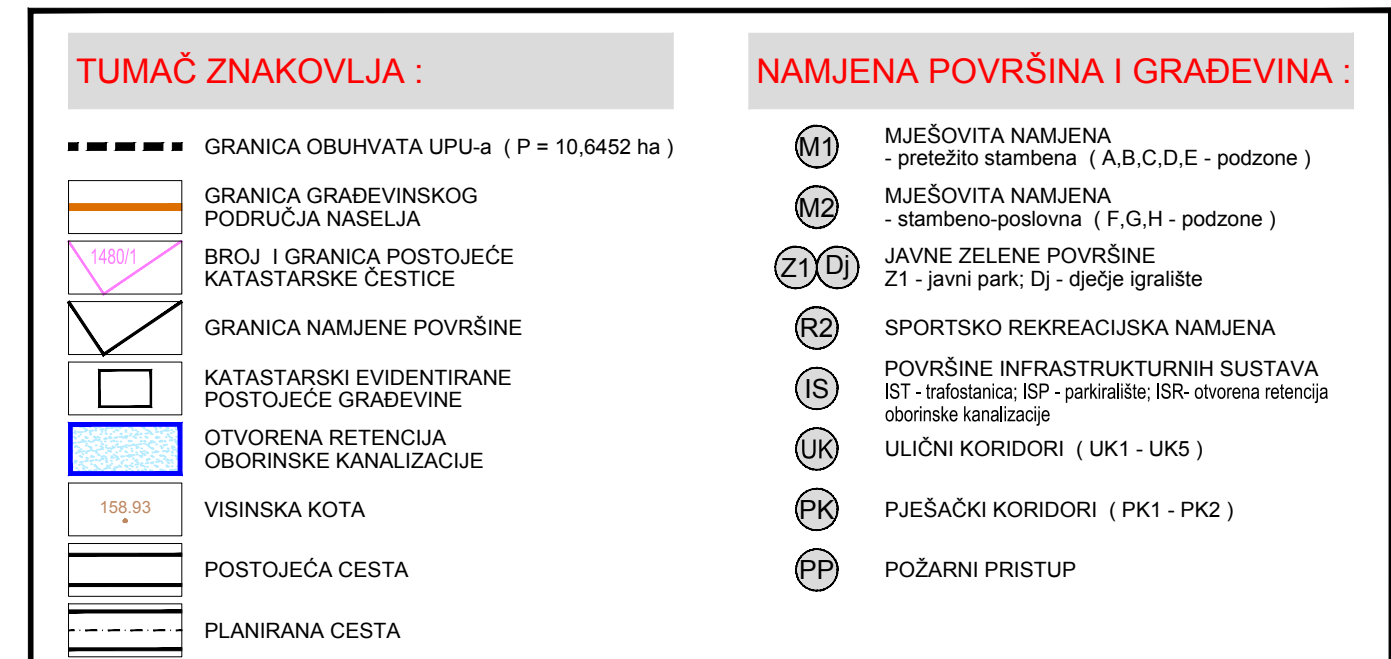 TUMAČ ZNAKOVLJA :
GRANICA OBUHVATA UPU-a ( P = 10,6452 ha )
GRANICA GRAĐEVINSKOG
PODRUČJA NASELJA
1480/1
BROJ I GRANICA POSTOJEĆE
KATASTARSKE ČESTICE
GRANICA NAMJENE POVRŠINE
KATASTARSKI EVIDENTIRANE
POSTOJEĆE GRAĐEVINE
OTVORENA RETENCIJA
OBORINSKE KANALIZACIJE
158.93
VISINSKA KOTA
POSTOJEĆA CESTA
PLANIRANA CESTA
NAMJENA POVRŠINA I GRAĐEVINA :
M1
MJEŠOVITA NAMJENA
- pretežito stambena ( A,B,C,D,E - podzone )
M2
MJEŠOVITA NAMJENA
- stambeno-poslovna ( F,G,H - podzone )
Z1 Dj
JAVNE ZELENE POVRŠINE
Z1 - javni park; Dj - dječje igralište
R2
SPORTSKO REKREACIJSKA NAMJENA
IS
POVRŠINE INFRASTRUKTURNIH SUSTAVA
IST - trafostanica; ISP - parkiralište; ISR- otvorena retencija
oborinske kanalizacije
UK
ULIČNI KORIDORI ( UK1 - UK5 )
PK
PJEŠAČKI KORIDORI ( PK1 - PK2 )
PP
POŽARNI PRISTUP